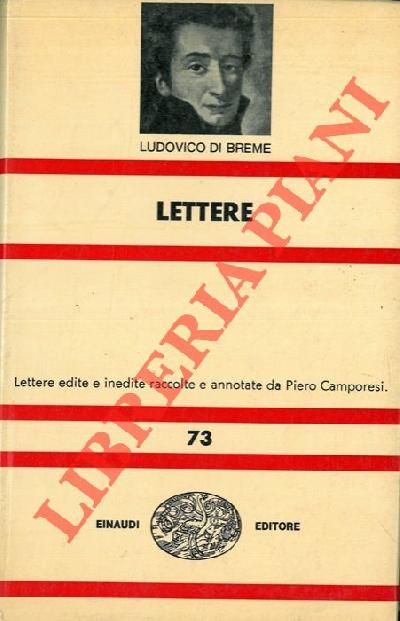 LUDOVICO DI BREME
LETTERE
Lettere edite e inedite raccolte e annotate da Piero Camporesi.
73
EINAUDI EDITORE
LIBRERIA PIANI